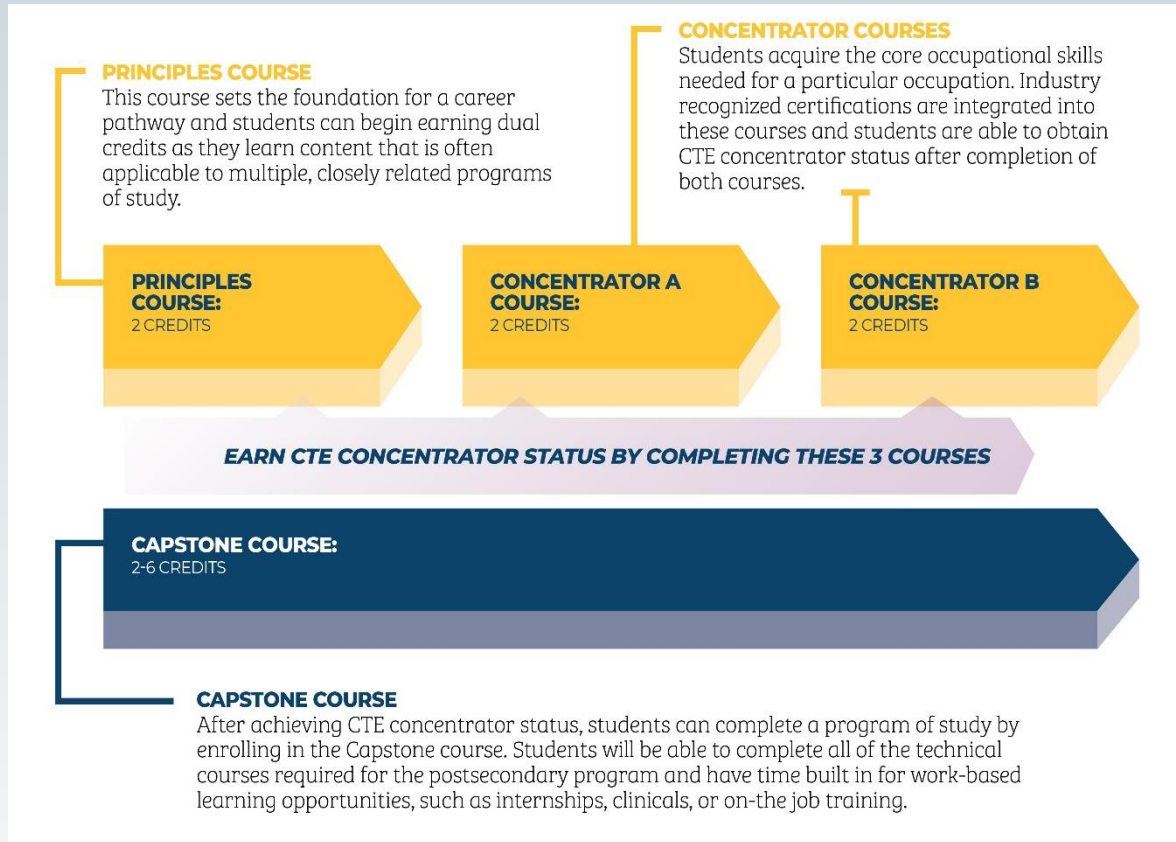 PRINCIPLES COURSE
This course sets the foundation for a career
pathway and students can begin earning dual
credits as they learn content that is often
applicable to multiple, closely related programs
of study.
CONCENTRATOR COURSES
Students acquire the core occupational skills
needed for a particular occupation. Industry
recognized certifications are integrated into
these courses and students are able to obtain
CTE concentrator status after completion of
both courses.
PRINCIPLES
COURSE:
2 CREDITS
CONCENTRATOR A
COURSE:
2 CREDITS
CONCENTRATOR B
COURSE:
2 CREDITS
EARN CTE CONCENTRATOR STATUS BY COMPLETING THESE 3 COURSES
CAPSTONE COURSE:
2-6 CREDITS
CAPSTONE COURSE
After achieving CTE concentrator status, students can complete a program of study by
enrolling in the Capstone course. Students will be able to complete all of the technical
courses required for the postsecondary program and have time built in for work-based
learning opportunities, such as internships, clinicals, or on-the job training.